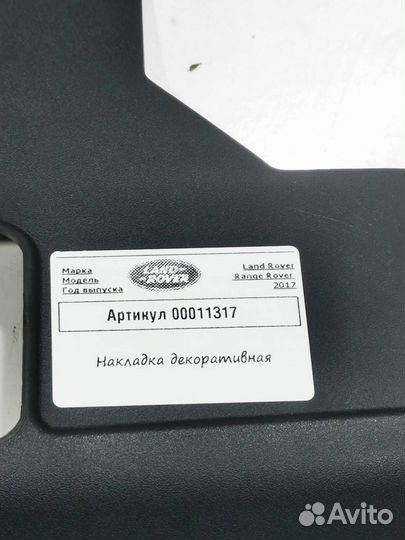 Марка Land Rover
Модель Range Rover
Год выпуска 2017
LAND ROVER
Артикул 00011317
Накладка декоративная
Avito